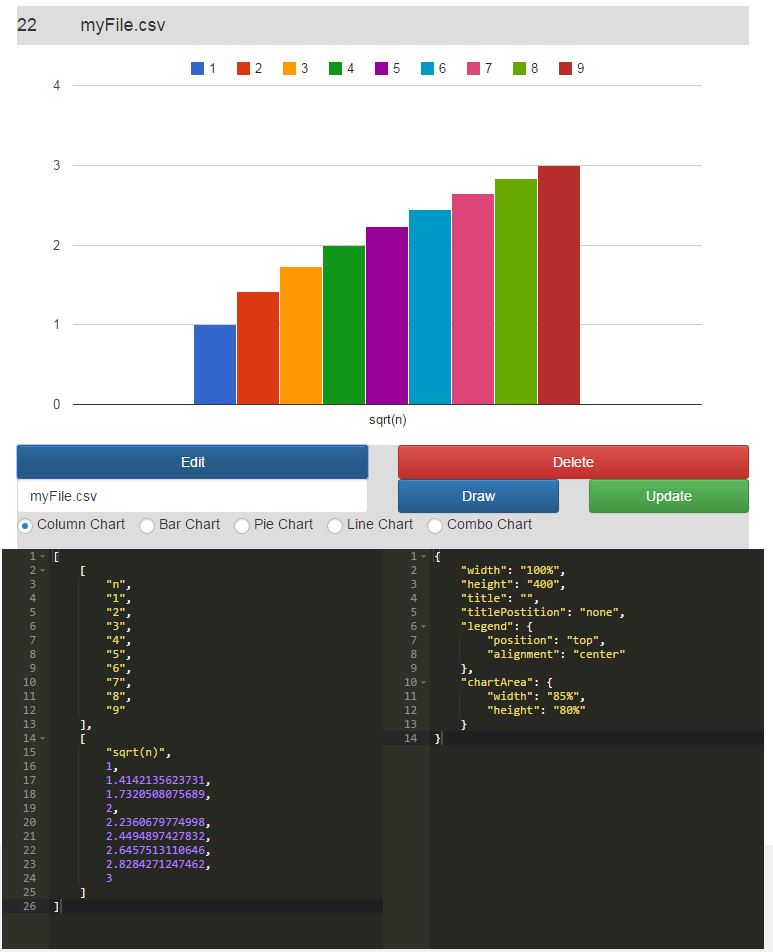 22 myFile.csv
1 2 3 4 5 6 7 8 9
4
3
2
1
0
sqrt(n)
Edit Delete
myFile.csv Draw Update
Column Chart Bar Chart Pie Chart Line Chart Combo Chart
1 [
2 [
3 "n",
4 "1",
5 "2",
6 "3",
7 "4",
8 "5",
9 "6",
10 "7",
11 "8",
12 "9"
13 ],
14 [
15 "sqrt(n)",
16 1,
17 1.4142135623731,
18 1.7320508075689,
19 2,
20 2.2360679774998,
21 2.4494897427832,
22 2.6457513110646,
23 2.8284271247462,
24 3
25 ]
26 ]
1 {
2 "width": "100%",
3 "height": "400",
4 "title": "",
5 "titlePostition": "none",
6 "legend": {
7 "position": "top",
8 "alignment": "center"
9 },
10 "chartArea": {
11 "width": "85%",
12 "height": "80%"
13 }
14 }